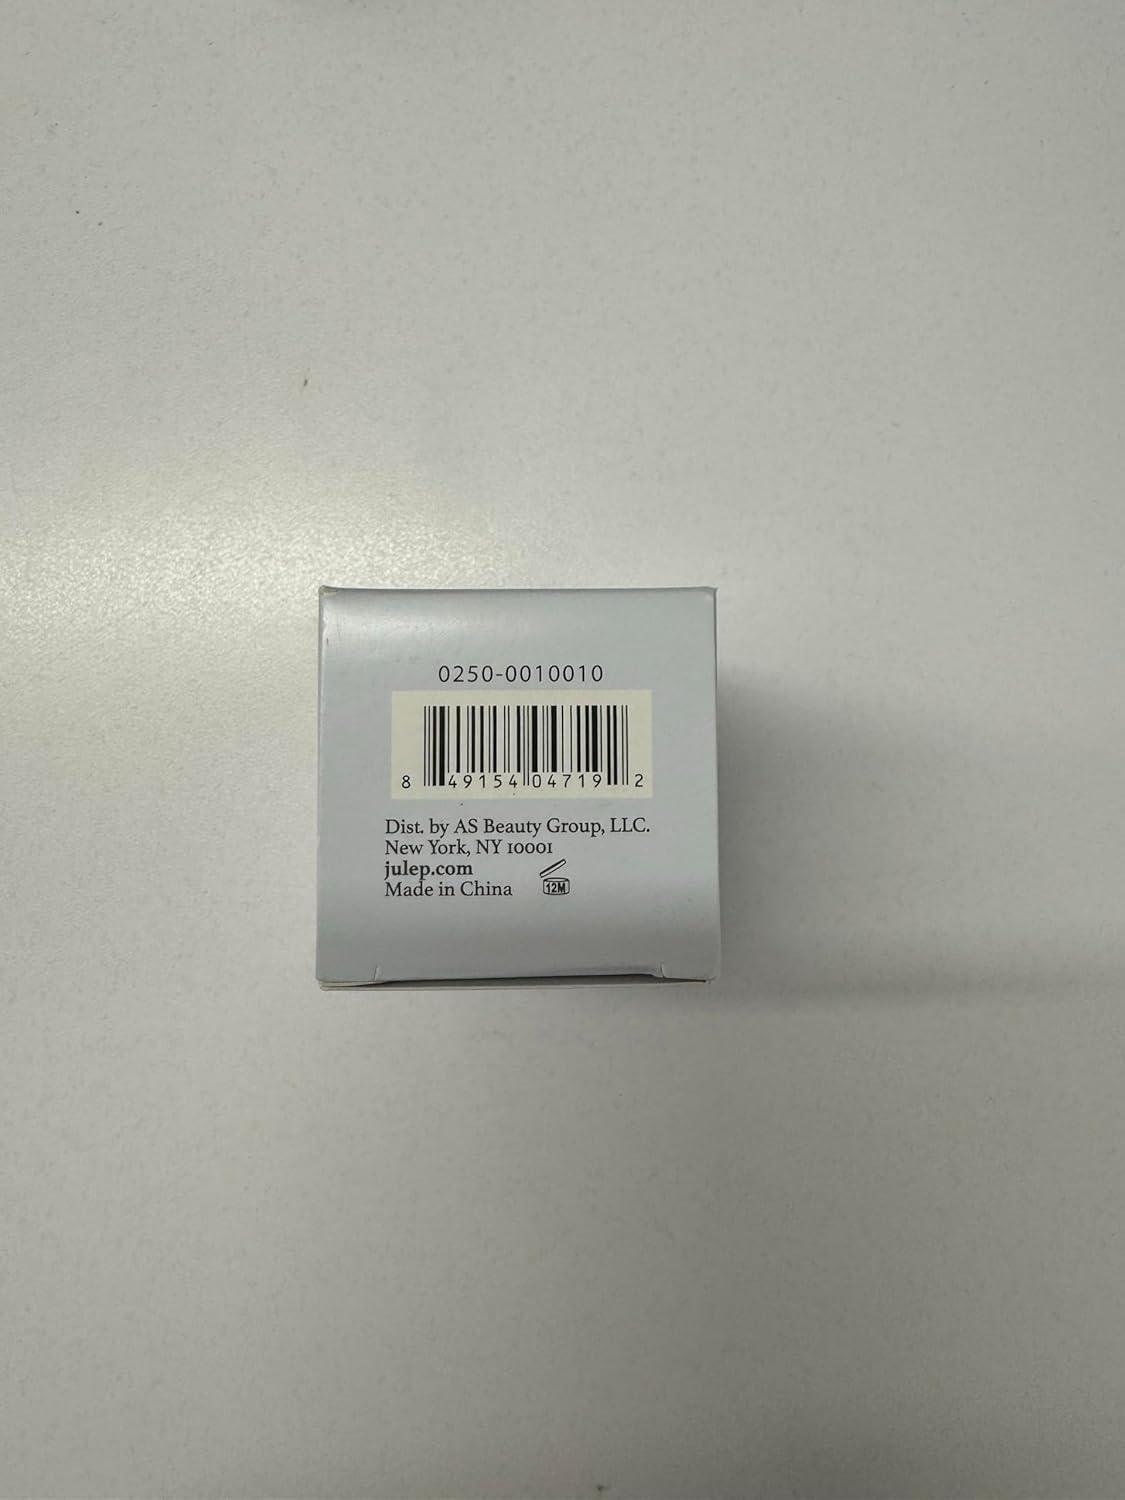 0250-0010010
8 49154 04719 2
Dist. by AS Beauty Group, LLC.
New York, NY 10001
julep.com
Made in China
12M